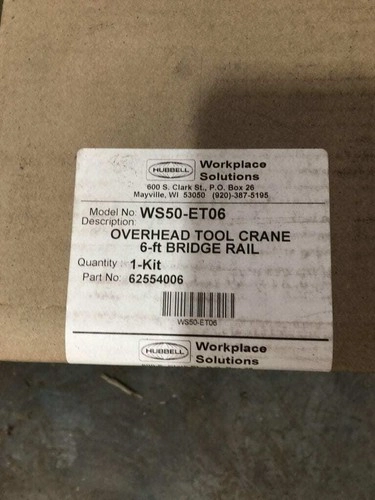 HUBBELL Workplace
Solutions
600 S. Clark St., P.O. Box 26
Mayville, WI 53050 (920)-387-5195
Model No: WS50-ET06
Description:
OVERHEAD TOOL CRANE
6-ft BRIDGE RAIL
Quantity 1-Kit
Part No: 62554006
WS50-ET06
HUBBELL Workplace
Solutions